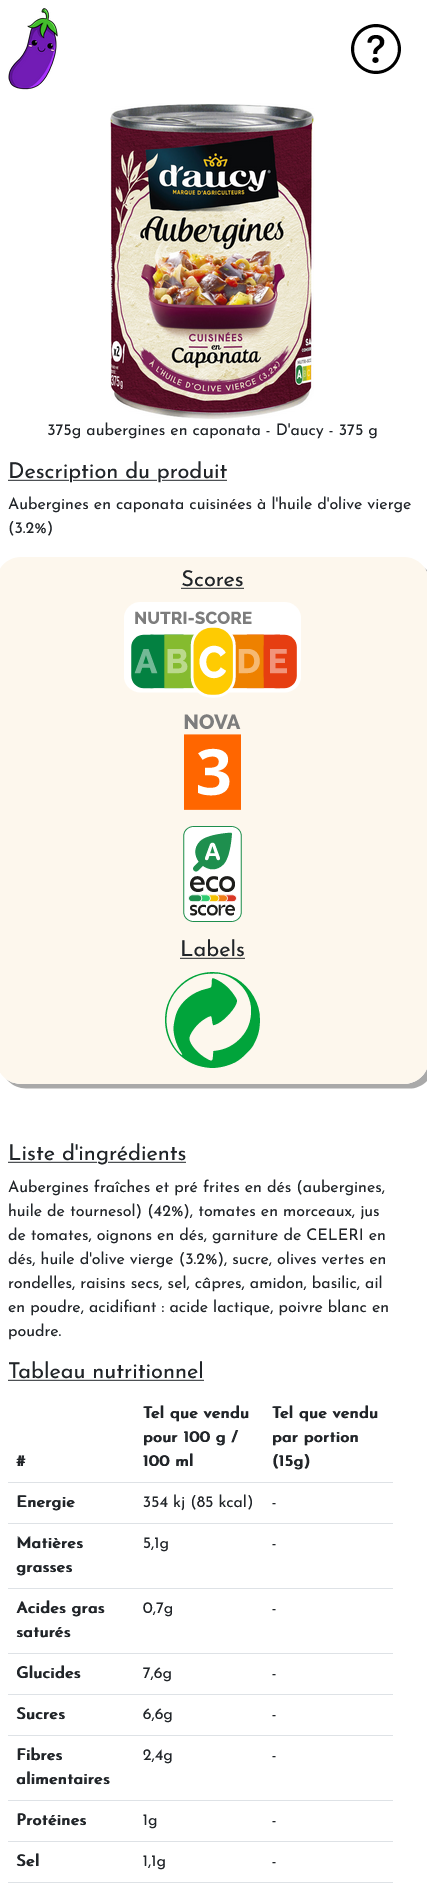 ?
d'aucy
MARQUE D'AGRICULTEURS
Aubergines
CUISINÉES
en
Caponata
À L'HUILE D'OLIVE VIERGE (3,2%)
x2
375g
375g aubergines en caponata - D'aucy - 375 g
Description du produit
Aubergines en caponata cuisinées à l'huile d'olive vierge
(3.2%)
Scores
NUTRI-SCORE
A B C D E
NOVA
3
A
eco
score
Labels
Liste d'ingrédients
Aubergines fraîches et pré frites en dés (aubergines,
huile de tournesol) (42%), tomates en morceaux, jus
de tomates, oignons en dés, garniture de CELERI en
dés, huile d'olive vierge (3.2%), sucre, olives vertes en
rondelles, raisins secs, sel, câpres, amidon, basilic, ail
en poudre, acidifiant : acide lactique, poivre blanc en
poudre.
Tableau nutritionnel
# Tel que vendu pour 100 g / 100 ml Tel que vendu par portion (15g)
Energie 354 kj (85 kcal) -
Matières grasses 5,1g -
Acides gras saturés 0,7g -
Glucides 7,6g -
Sucres 6,6g -
Fibres alimentaires 2,4g -
Protéines 1g -
Sel 1,1g -